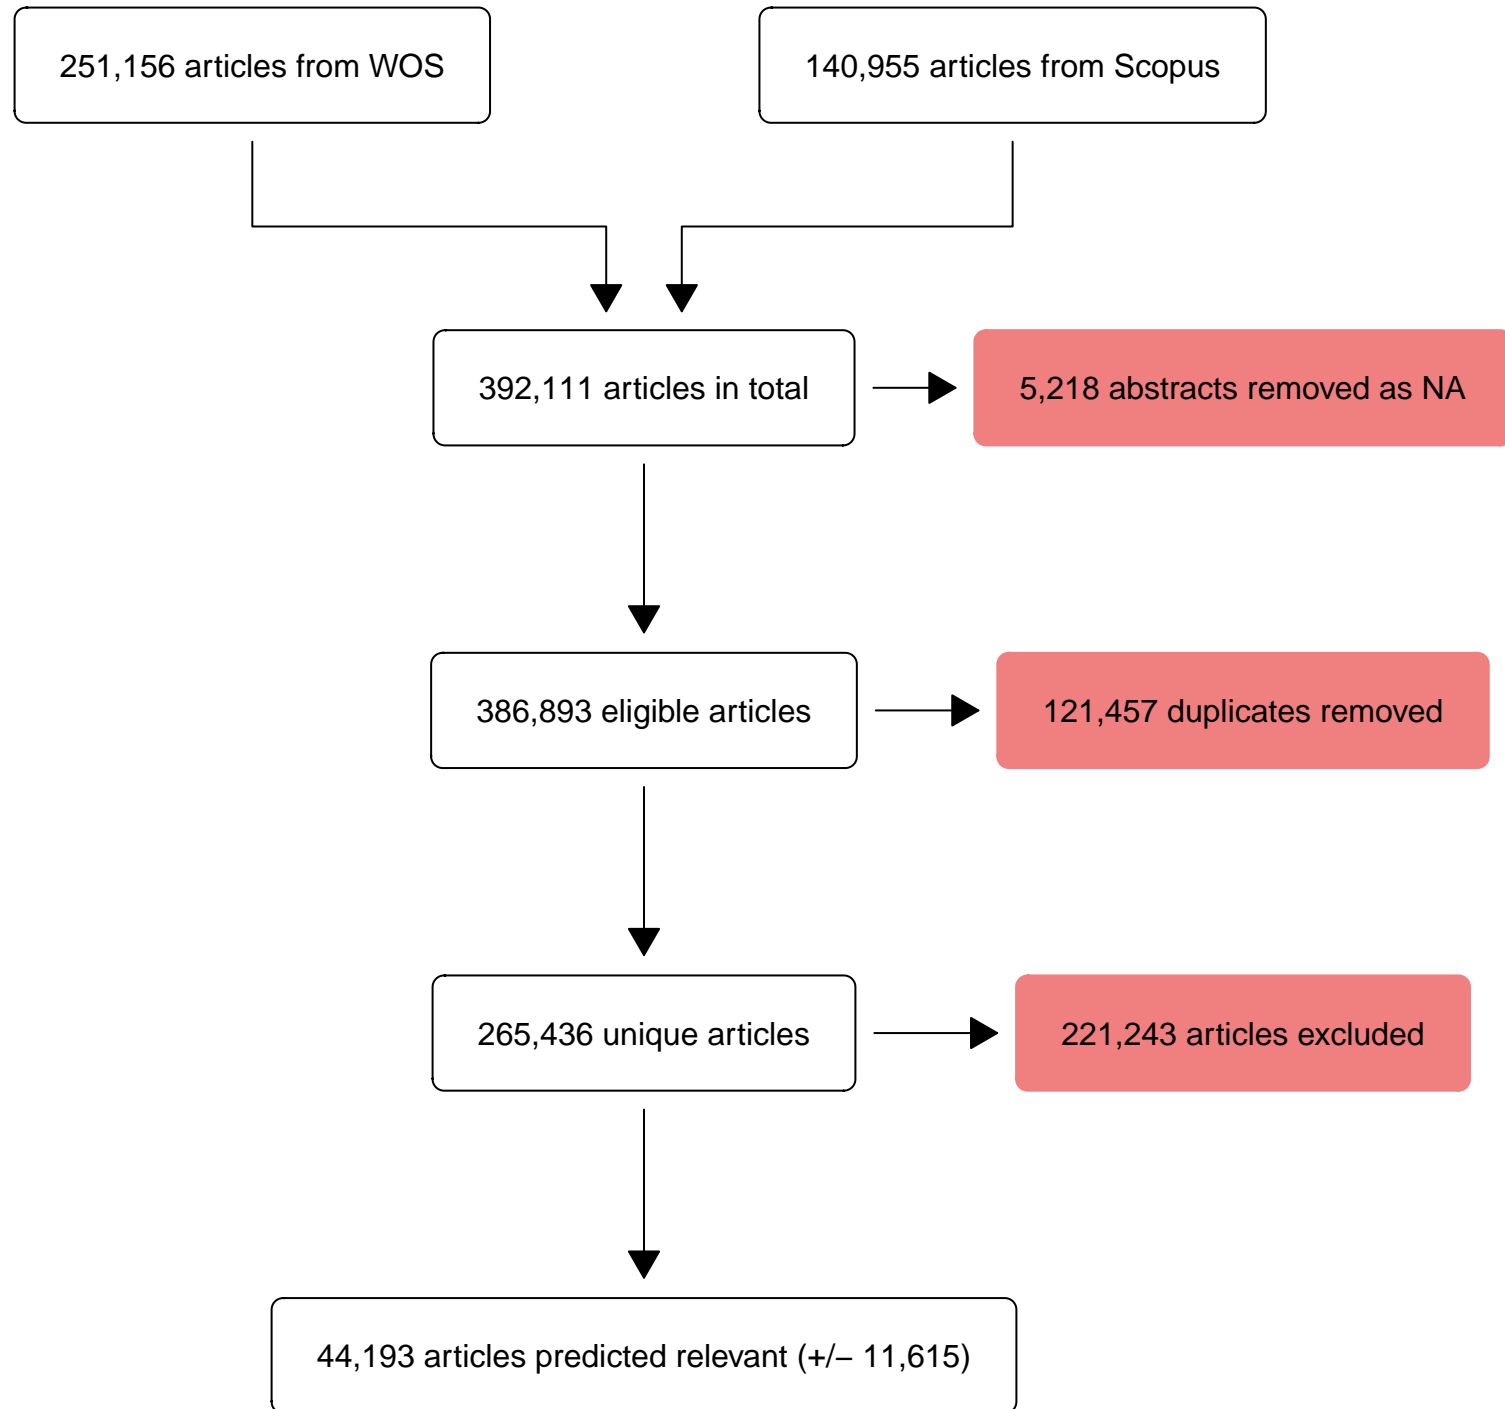 251,156 articles from WOS
140,955 articles from Scopus
392,111 articles in total
5,218 abstracts removed as NA
386,893 eligible articles
121,457 duplicates removed
265,436 unique articles
221,243 articles excluded
44,193 articles predicted relevant (+/− 11,615)